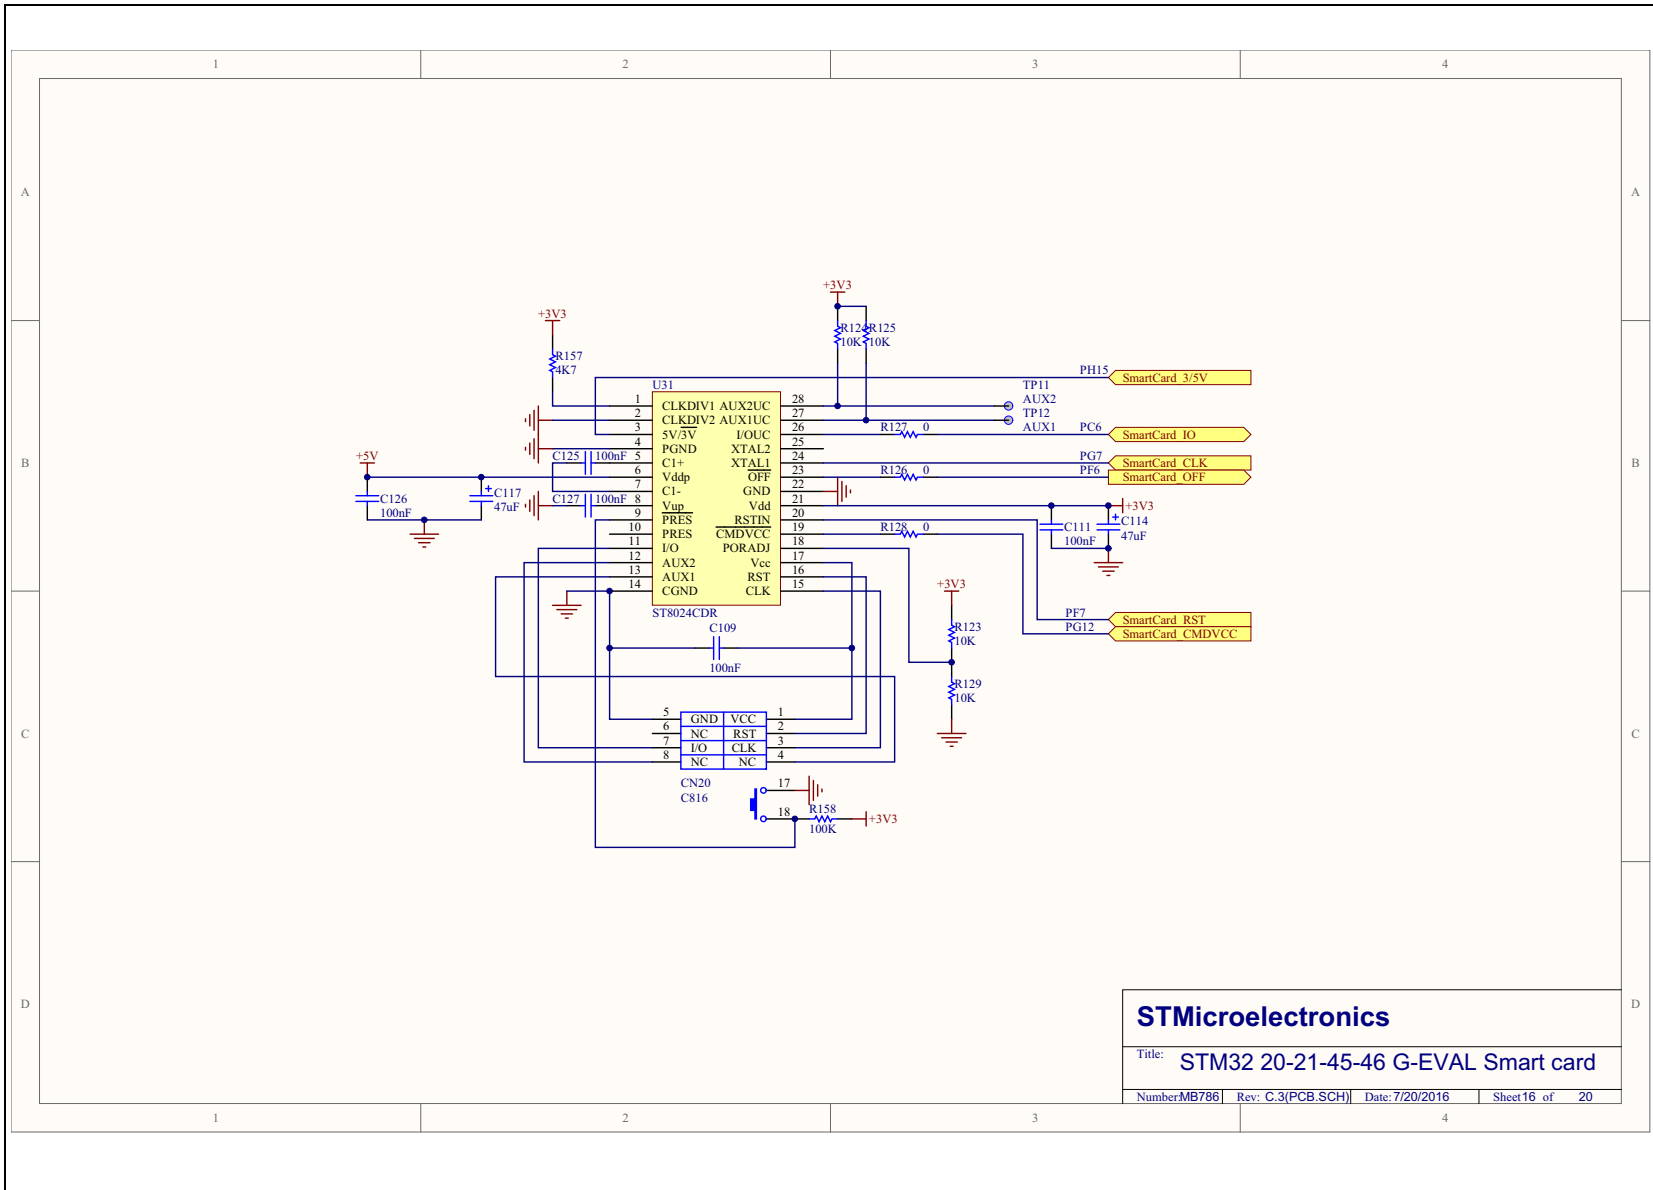 1 2 3 4
A A
+3V3
+3V3
R124 R125
10K 10K
R157
4K7
PH15 SmartCard_3/5V
U31
TP11
1 CLKDIV1 AUX2UC 28 AUX2
2 CLKDIV2 AUX1UC 27 TP12
3 5V/3V I/OUC 26 R127 0 AUX1 PC6 SmartCard_IO
4 PGND XTAL2 25
C125 100nF 5 C1+ XTAL1 24 PG7 SmartCard_CLK
B +5V 6 Vddp OFF 23 R126 0 PF6 SmartCard_OFF B
7 C1- GND 22
C126 100nF + C117 47uF C127 100nF 8 Vup Vdd 21 +3V3
9 PRES RSTIN 20 C111 100nF + C114 47uF
10 PRES CMDVCC 19 R128 0
11 I/O PORADJ 18
12 AUX2 Vcc 17
13 AUX1 RST 16
14 CGND CLK 15
ST8024CDR
+3V3
C109
100nF
R123
10K
PF7 SmartCard_RST
PG12 SmartCard_CMDVCC
R129
10K
5 GND VCC 1
6 NC RST 2
7 I/O CLK 3
8 NC NC 4
C C
CN20
C816
17
18 R158 +3V3
100K
D D
STMicroelectronics
Title: STM32 20-21-45-46 G-EVAL Smart card
Number:MB786 Rev: C.3(PCB.SCH) Date:7/20/2016 Sheet 16 of 20
1 2 3 4